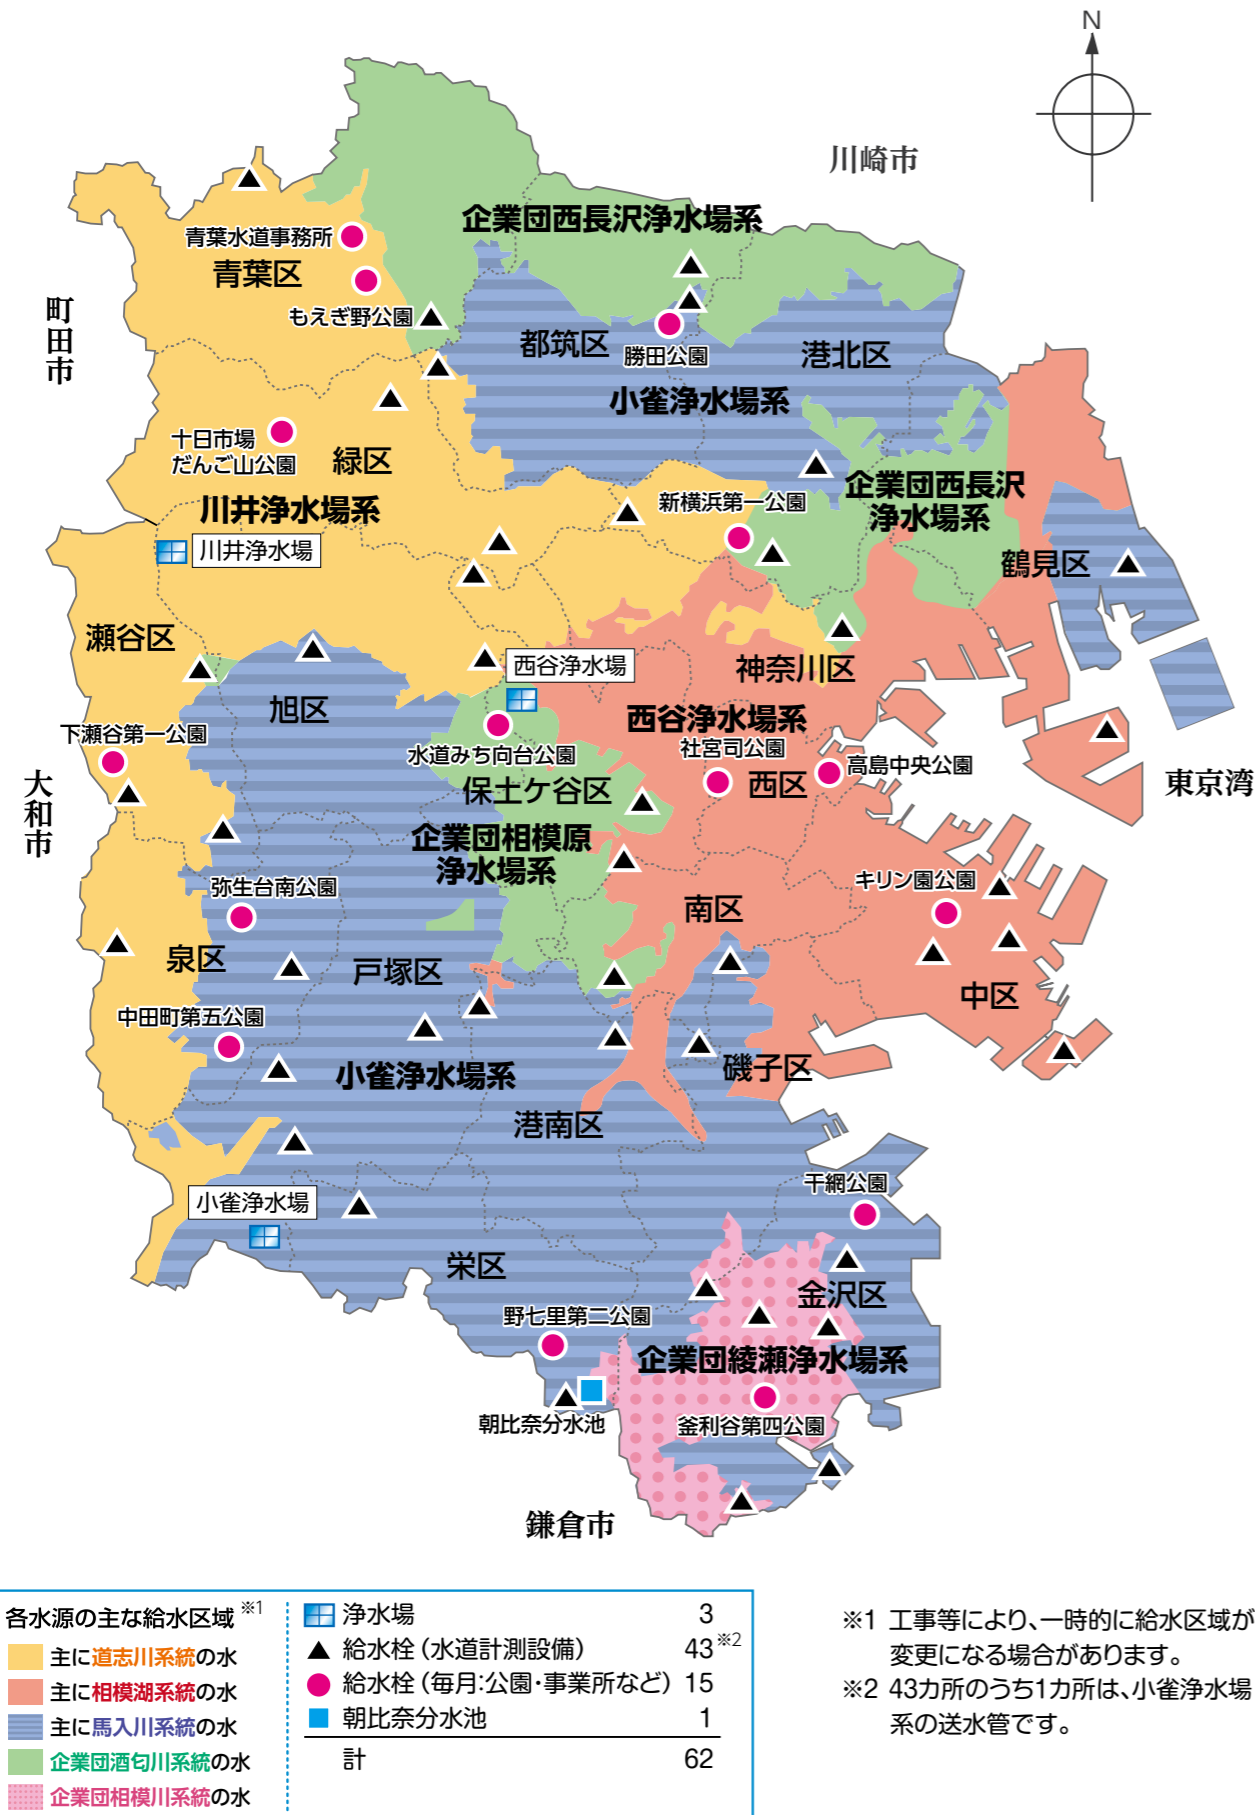 N
川崎市
企業団西長沢浄水場系
青葉水道事務所
青葉区
もえぎ野公園
町田市
都筑区
勝田公園
港北区
小雀浄水場系
十日市場
だんご山公園
緑区
川井浄水場系
川井浄水場
新横浜第一公園
企業団西長沢
浄水場系
鶴見区
瀬谷区
旭区
西谷浄水場
神奈川区
西谷浄水場系
下瀬谷第一公園
水道みち向台公園
社宮司公園
西区
高島中央公園
東京湾
大和市
保土ケ谷区
企業団相模原
浄水場系
弥生台南公園
キリン園公園
南区
泉区
戸塚区
中区
中田町第五公園
小雀浄水場系
磯子区
港南区
干網公園
小雀浄水場
栄区
金沢区
野七里第二公園
企業団綾瀬浄水場系
朝比奈分水池
釜利谷第四公園
鎌倉市
各水源の主な給水区域 ※1
主に道志川系統の水
主に相模湖系統の水
主に馬入川系統の水
企業団酒匂川系統の水
企業団相模川系統の水
浄水場 3
給水栓(水道計測設備) 43※2
給水栓(毎月:公園・事業所など) 15
朝比奈分水池 1
計 62
※1 工事等により、一時的に給水区域が
変更になる場合があります。
※2 43カ所のうち1カ所は、小雀浄水場
系の送水管です。